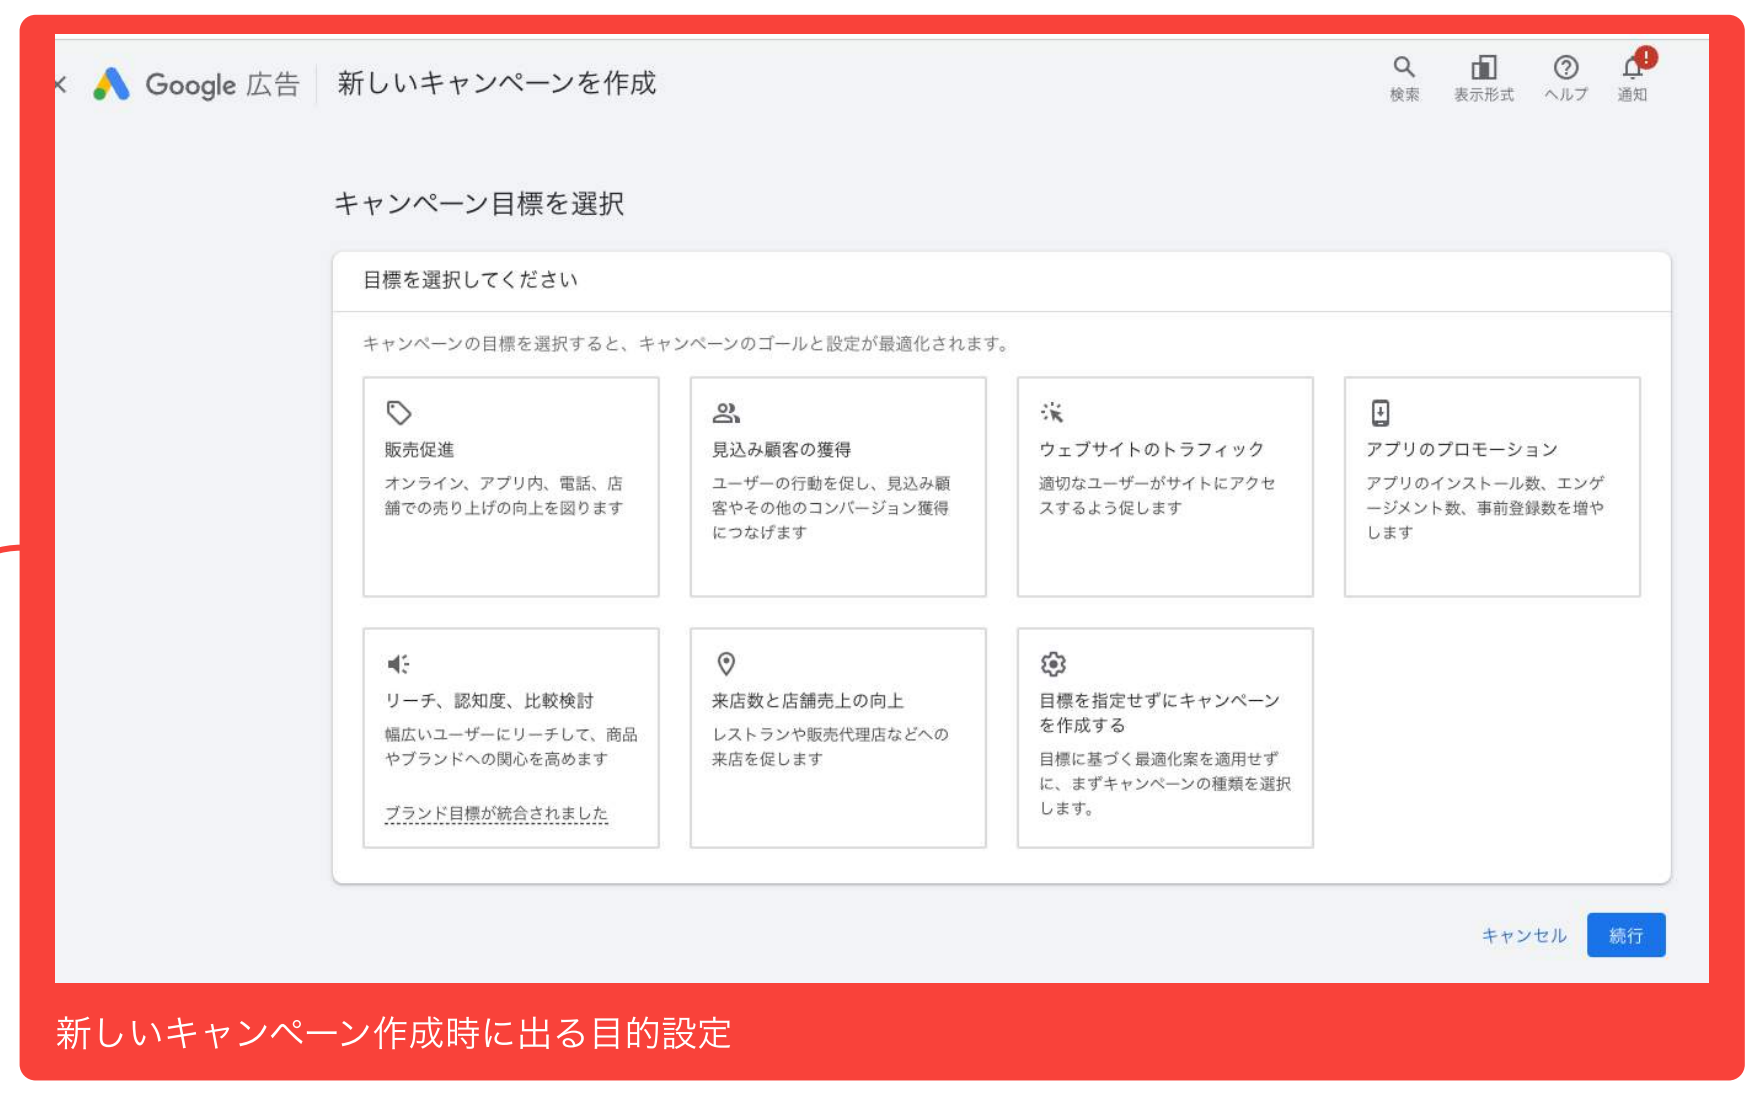 Google 広告
新しいキャンペーンを作成
検索
表示形式
ヘルプ
通知
キャンペーン目標を選択
目標を選択してください
キャンペーンの目標を選択すると、キャンペーンのゴールと設定が最適化されます。
販売促進
オンライン、アプリ内、電話、店
舗での売り上げの向上を図ります
見込み顧客の獲得
ユーザーの行動を促し、見込み顧
客やその他のコンバージョン獲得
につなげます
ウェブサイトのトラフィック
適切なユーザーがサイトにアクセ
スするよう促します
アプリのプロモーション
アプリのインストール数、エンゲ
ージメント数、事前登録数を増や
します
リーチ、認知度、比較検討
幅広いユーザーにリーチして、商品
やブランドへの関心を高めます
ブランド目標が統合されました
来店数と店舗売上の向上
レストランや販売代理店などへの
来店を促します
目標を指定せずにキャンペーン
を作成する
目標に基づく最適化案を適用せず
に、まずキャンペーンの種類を選択
します。
キャンセル
続行
新しいキャンペーン作成時に出る目的設定